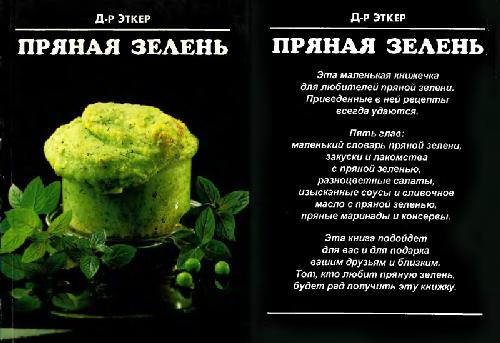 Д-р Эткер
ПРЯНАЯ ЗЕЛЕНЬ
Д-р Эткер
ПРЯНАЯ ЗЕЛЕНЬ
Эта маленькая книжечка
для любителей пряной зелени.
Приведенные в ней рецепты
всегда удаются.
Пять глав:
маленький словарь пряной зелени,
закуски и лакомства
с пряной зеленью,
разноцветные салаты,
изысканные соусы и сливочное
масло с пряной зеленью,
пряные маринады и консервы.
Эта книга подойдет
для вас и для подарка
вашим друзьям и близким.
Тот, кто любит пряную зелень,
будет рад получить эту книжку.